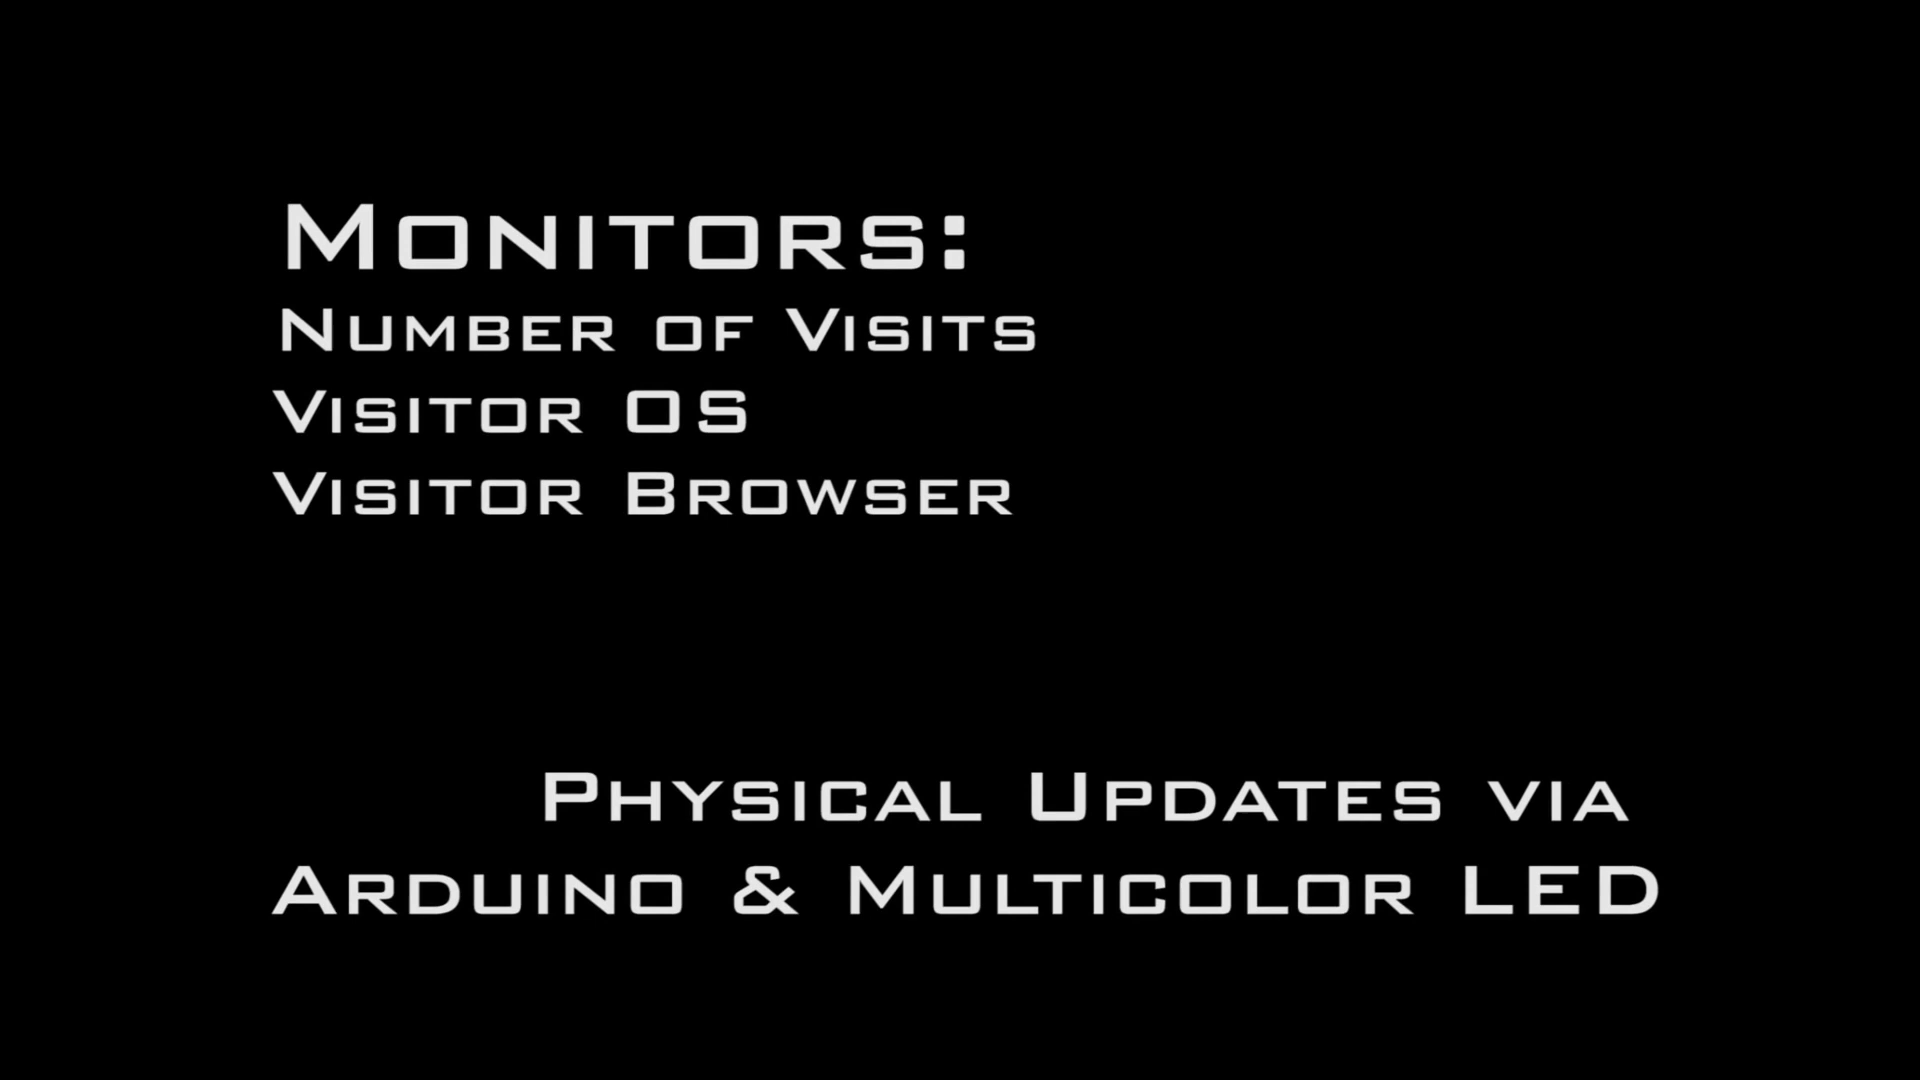 Monitors:
Number of Visits
Visitor OS
Visitor Browser
Physical Updates via
Arduino & Multicolor LED